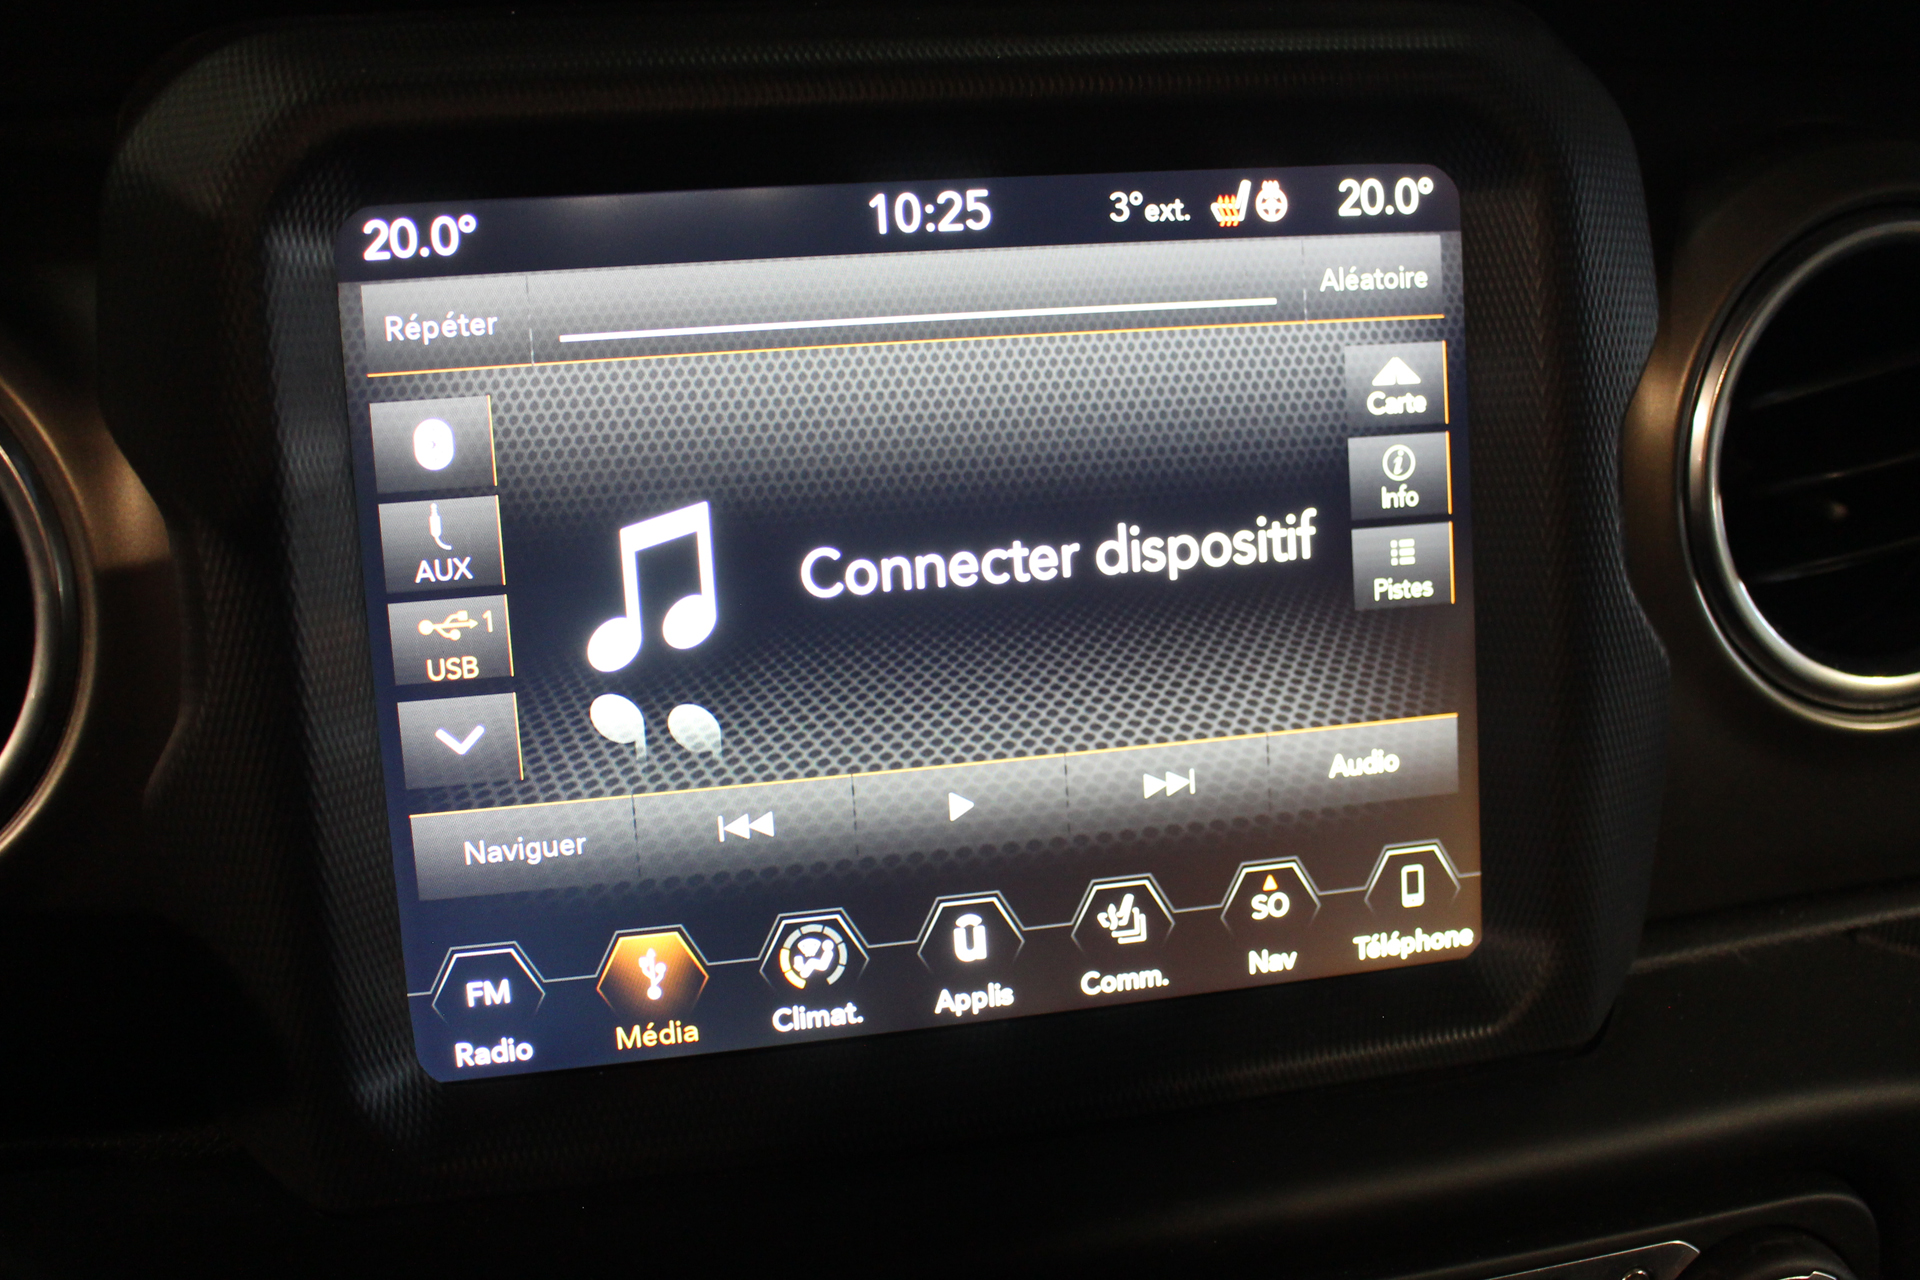 20.0°
10:25
3°ext.
20.0°
Répéter
Aléatoire
Carte
AUX
Info
1
USB
Connecter dispositif
Pistes
Naviguer
Audio
FM
Radio
Média
Climat.
Applis
Comm.
SO
Nav
Téléphone